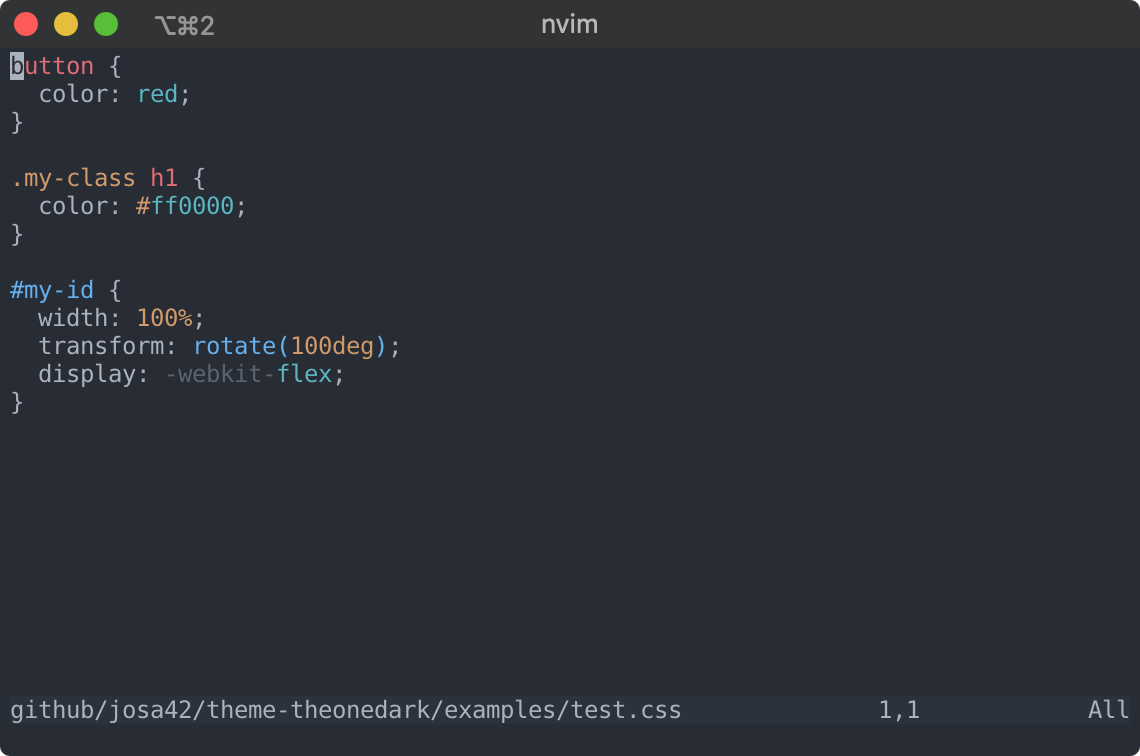 ⌥⌘2 nvim
button {
  color: red;
}

.my-class h1 {
  color: #ff0000;
}

#my-id {
  width: 100%;
  transform: rotate(100deg);
  display: -webkit-flex;
}
github/josa42/theme-theonedark/examples/test.css 1,1 All